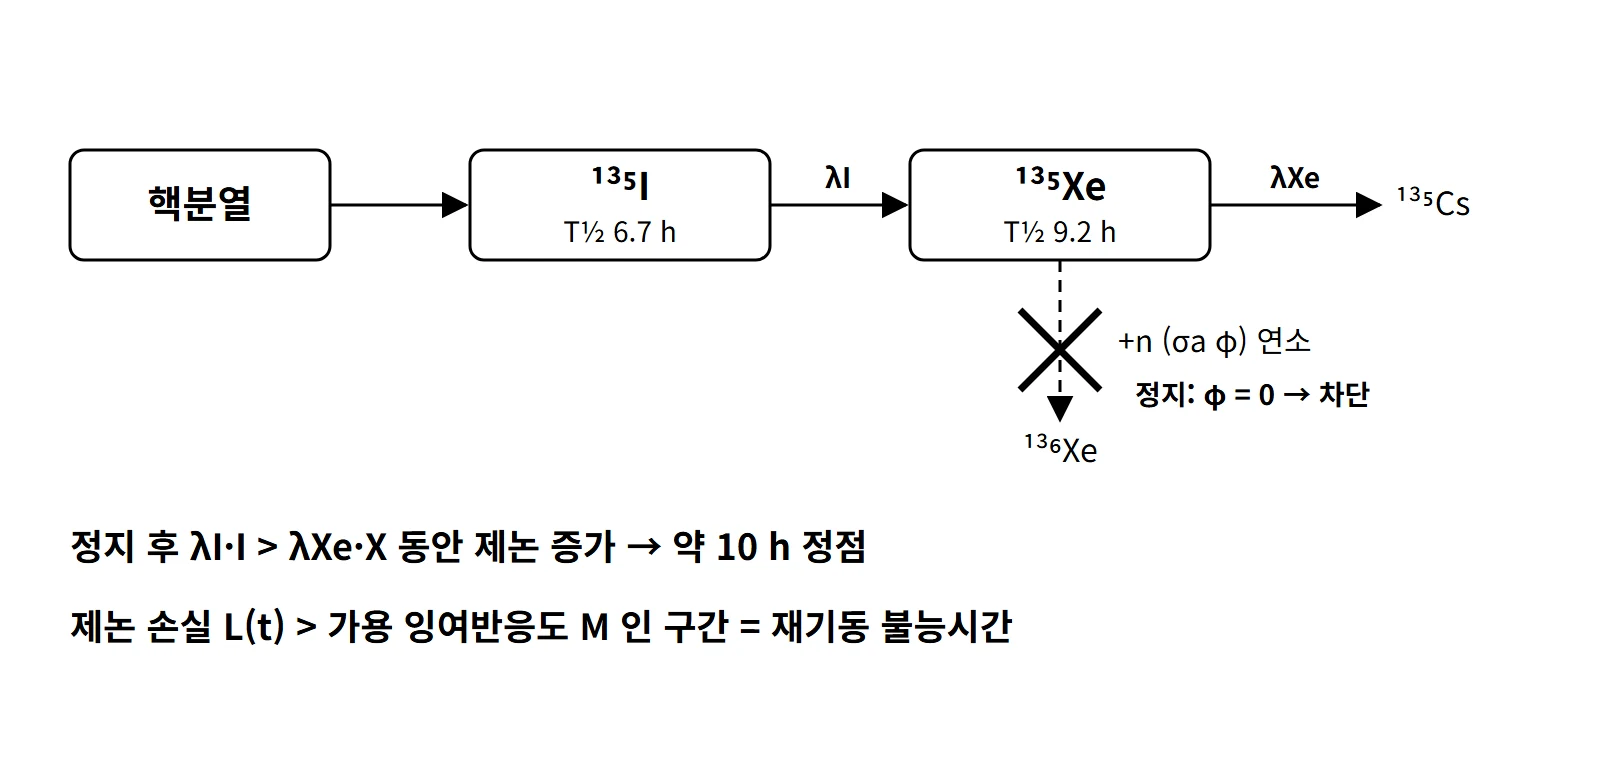 핵분열
¹³⁵I
T½ 6.7 h
λI
¹³⁵Xe
T½ 9.2 h
λXe
¹³⁵Cs
+n (σa ϕ) 연소
정지: ϕ = 0 → 차단
¹³⁶Xe
정지 후 λI·I > λXe·X 동안 제논 증가 → 약 10 h 정점
제논 손실 L(t) > 가용 잉여반응도 M 인 구간 = 재기동 불능시간